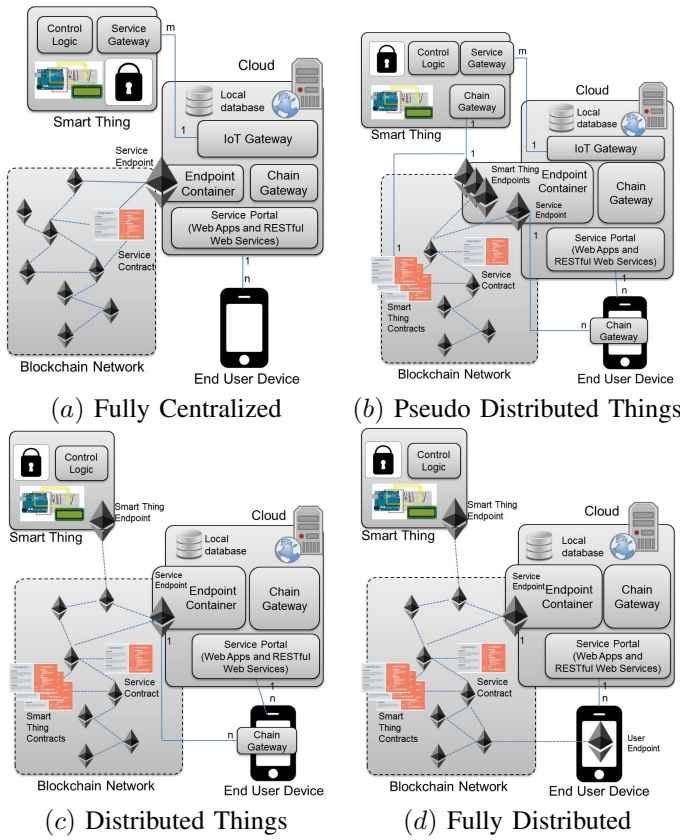 Control
Logic
Service
Gateway
m
Smart Thing
1
Cloud
Local
database
IoT Gateway
Service
Endpoint
Endpoint
Container
Chain
Gateway
Service Portal
(Web Apps and RESTful
Web Services)
Service
Contract
1
n
Blockchain Network
End User Device
(a) Fully Centralized
Control
Logic
Service
Gateway
m
Chain
Gateway
Smart Thing
1
1
1
Cloud
Local
database
IoT Gateway
Smart Thing
Endpoints
Endpoint
Container
Chain
Gateway
Service
Endpoint
1
Service Portal
(Web Apps and
RESTful Web Services)
1
Service
Contract
1
n
Smart
Thing
Contracts
n
Chain
Gateway
Blockchain Network
End User Device
(b) Pseudo Distributed Things
Control
Logic
Smart Thing
Endpoint
Smart Thing
Cloud
Local
database
Service
Endpoint
Endpoint
Container
Chain
Gateway
1
Service Portal
(Web Apps and RESTful
Web Services)
Service
Contract
1
n
Smart
Thing
Contracts
n
Chain
Gateway
Blockchain Network
End User Device
(c) Distributed Things
Control
Logic
Smart Thing
Endpoint
Smart Thing
Cloud
Local
database
Service
Endpoint
Endpoint
Container
Chain
Gateway
1
Service Portal
(Web Apps and
RESTful Web Services)
Service
Contract
1
n
Smart
Thing
Contracts
User
Endpoint
Blockchain Network
End User Device
(d) Fully Distributed